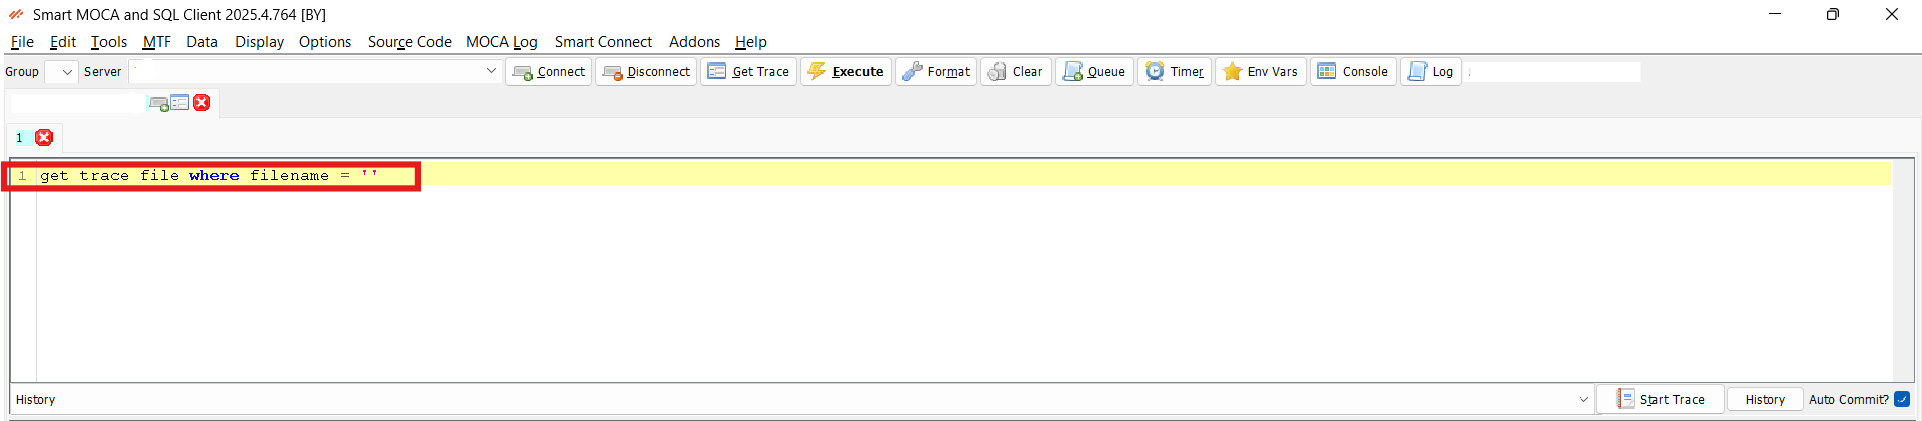 Smart MOCA and SQL Client 2025.4.764 [BY]
File Edit Tools MTF Data Display Options Source Code MOCA Log Smart Connect Addons Help
Group Server Connect Disconnect Get Trace Execute Format Clear Queue Timer Env Vars Console Log
1
1 get trace file where filename = ''
History Start Trace History Auto Commit?